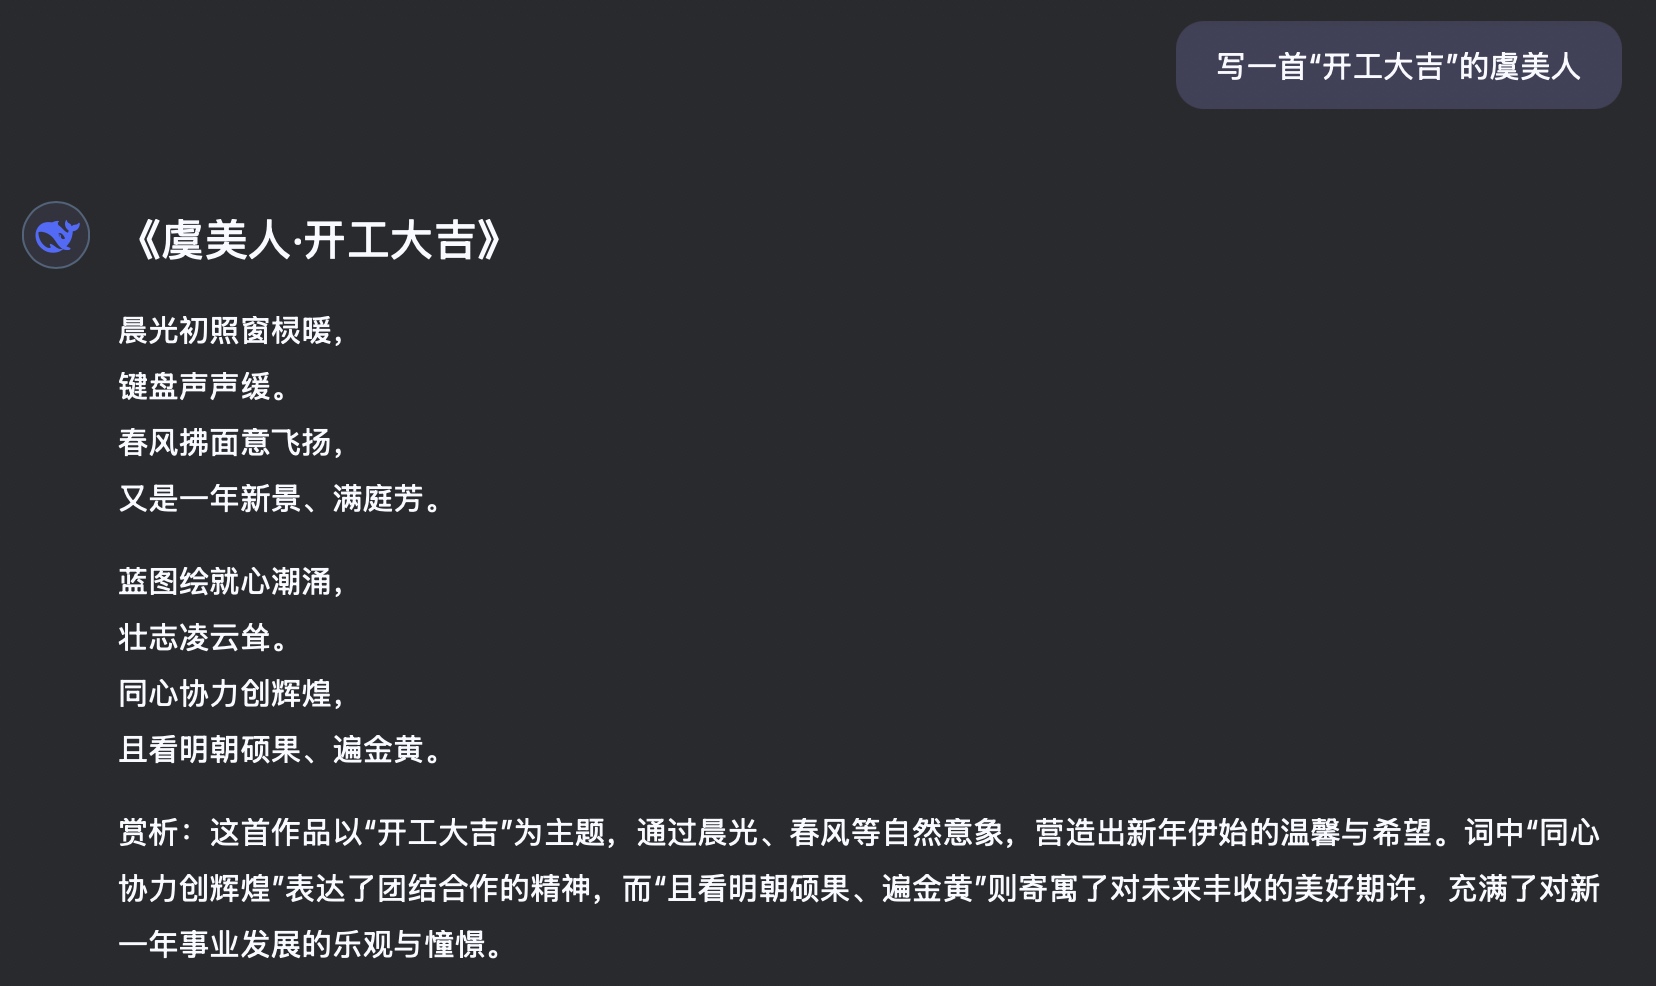 写一首“开工大吉”的虞美人
《虞美人·开工大吉》
晨光初照窗棂暖，
键盘声声缓。
春风拂面意飞扬，
又是一年新景、满庭芳。
蓝图绘就心潮涌，
壮志凌云耸。
同心协力创辉煌，
且看明朝硕果、遍金黄。
赏析：这首作品以“开工大吉”为主题，通过晨光、春风等自然意象，营造出新年伊始的温馨与希望。词中“同心
协力创辉煌”表达了团结合作的精神，而“且看明朝硕果、遍金黄”则寄寓了对未来丰收的美好期许，充满了对新
一年事业发展的乐观与憧憬。